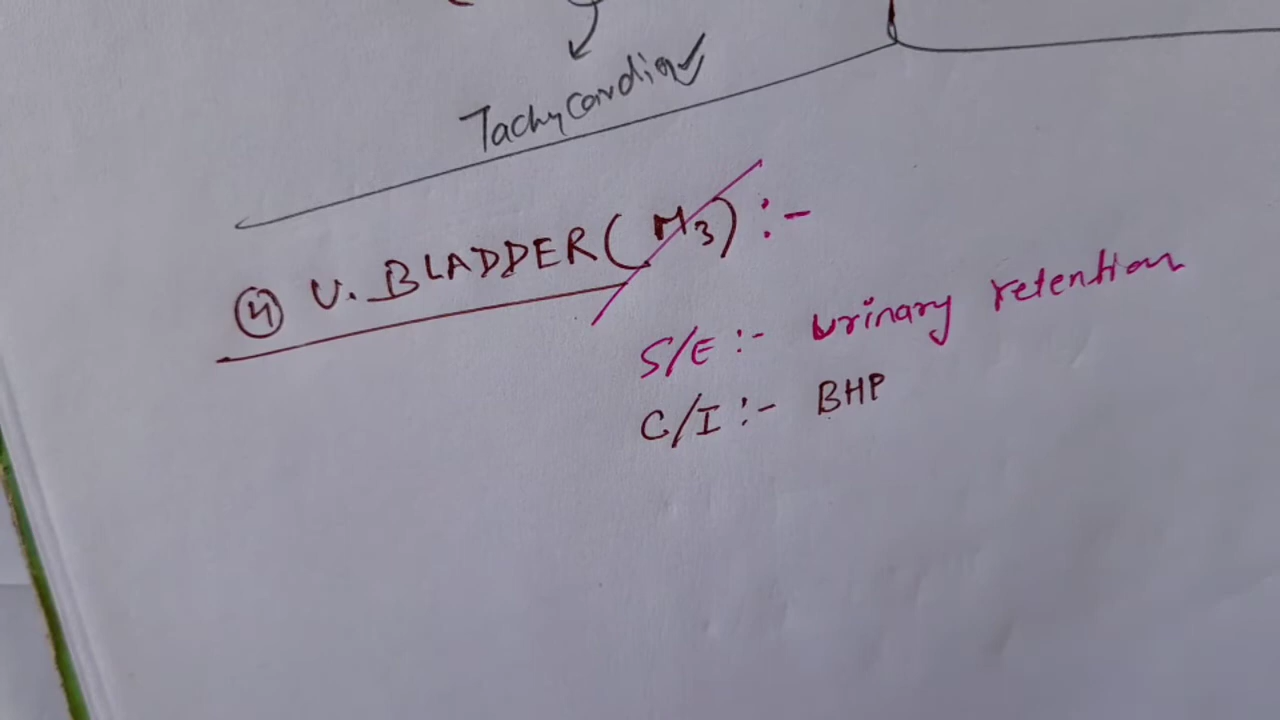 Tachycardia ✓
④ U. BLADDER (M3) :-
S/E :- urinary retention
C/I :- BHP